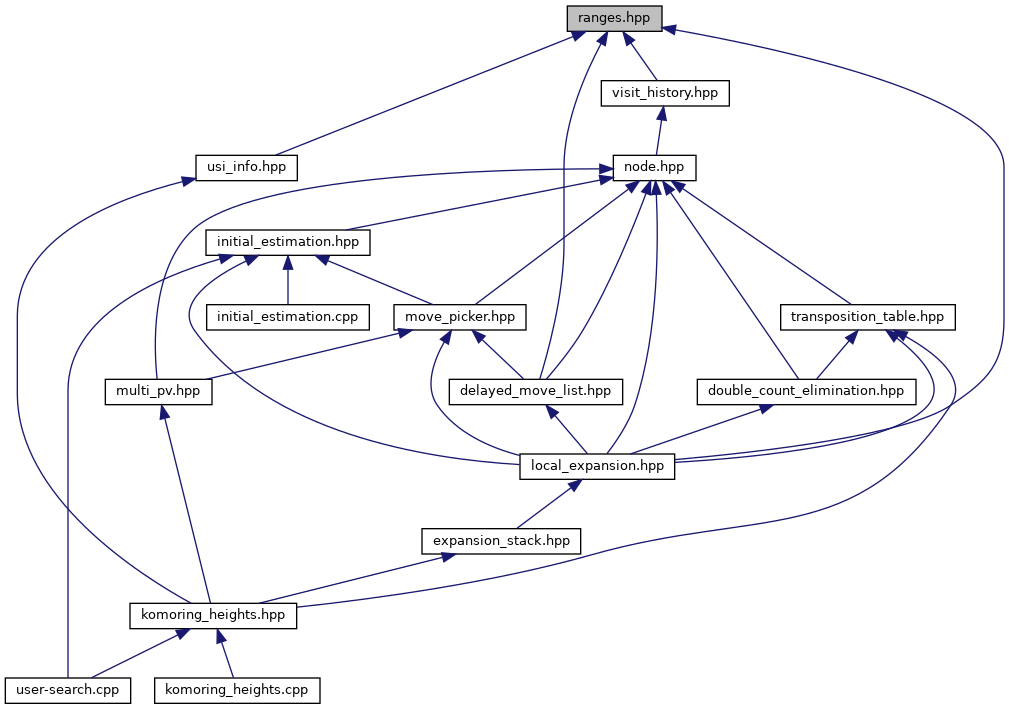 ranges.hpp
visit_history.hpp
usi_info.hpp
node.hpp
initial_estimation.hpp
initial_estimation.cpp
move_picker.hpp
transposition_table.hpp
multi_pv.hpp
delayed_move_list.hpp
double_count_elimination.hpp
local_expansion.hpp
expansion_stack.hpp
komoring_heights.hpp
user-search.cpp
komoring_heights.cpp